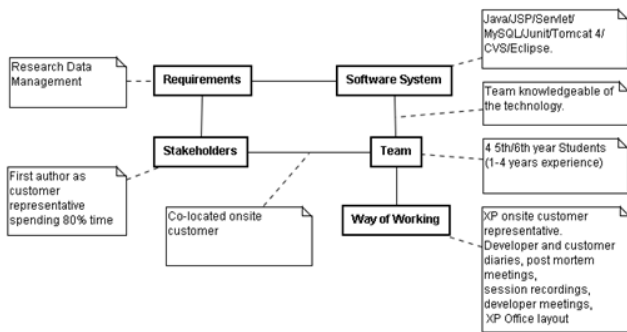 Java/JSP/Servlet/
MySQL/Junit/Tomcat 4/
CVS/Eclipse.
Research Data
Management
Requirements
Software System
Team knowledgeable of
the technology.
Stakeholders
Team
4 5th/6th year Students
(1-4 years experience)
First author as
customer
representative
spending 80% time
Co-located onsite
customer
Way of Working
XP onsite customer
representative.
Developer and customer
diaries, post mortem
meetings,
session recordings,
developer meetings,
XP Office layout